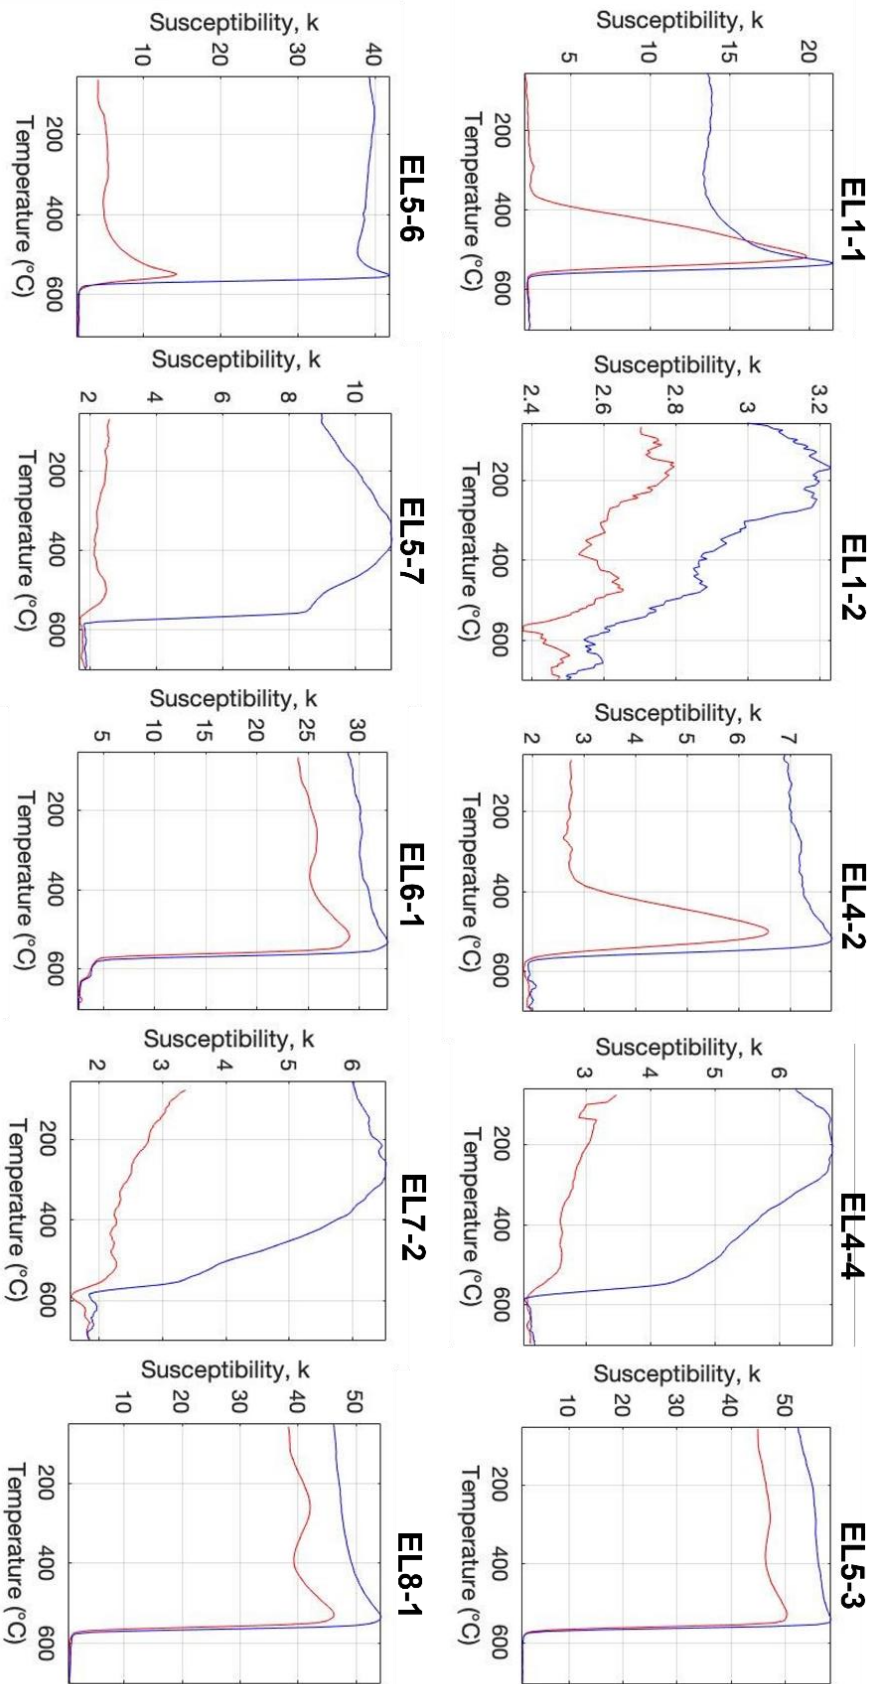 EL1-1
Susceptibility, k
20
15
10
5
200 400 600
Temperature (°C)
EL1-2
Susceptibility, k
3.2
3
2.8
2.6
2.4
200 400 600
Temperature (°C)
EL4-2
Susceptibility, k
7
6
5
4
3
2
200 400 600
Temperature (°C)
EL4-4
Susceptibility, k
6
5
4
3
200 400 600
Temperature (°C)
EL5-3
Susceptibility, k
50
40
30
20
10
200 400 600
Temperature (°C)
EL5-6
Susceptibility, k
40
30
20
10
200 400 600
Temperature (°C)
EL5-7
Susceptibility, k
10
8
6
4
2
200 400 600
Temperature (°C)
EL6-1
Susceptibility, k
30
25
20
15
10
5
200 400 600
Temperature (°C)
EL7-2
Susceptibility, k
6
5
4
3
2
200 400 600
Temperature (°C)
EL8-1
Susceptibility, k
50
40
30
20
10
200 400 600
Temperature (°C)